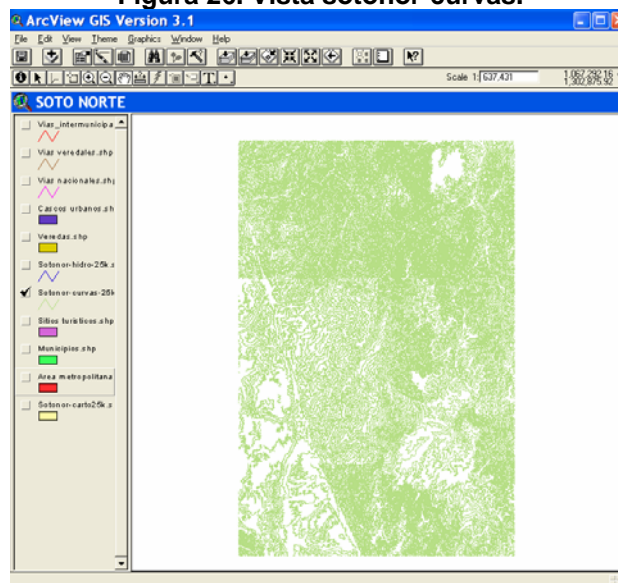 Figura 20. Vista sotonor-curvas.
ArcView GIS Version 3.1
File Edit View Theme Graphics Window Help
Scale 1: 637,431
1,067,292.16
1,302,875.92
SOTO NORTE
Vias_intermunicipa
Vias veredales.shp
Vias nacionales.shp
Cascos urbanos.sh
Veredas.shp
Sotonor-hidro-25k.s
Sotonor-curvas-25k
Sitios turisticos.shp
Municipios.shp
Area metropolitana
Sotonor-carto25k.s